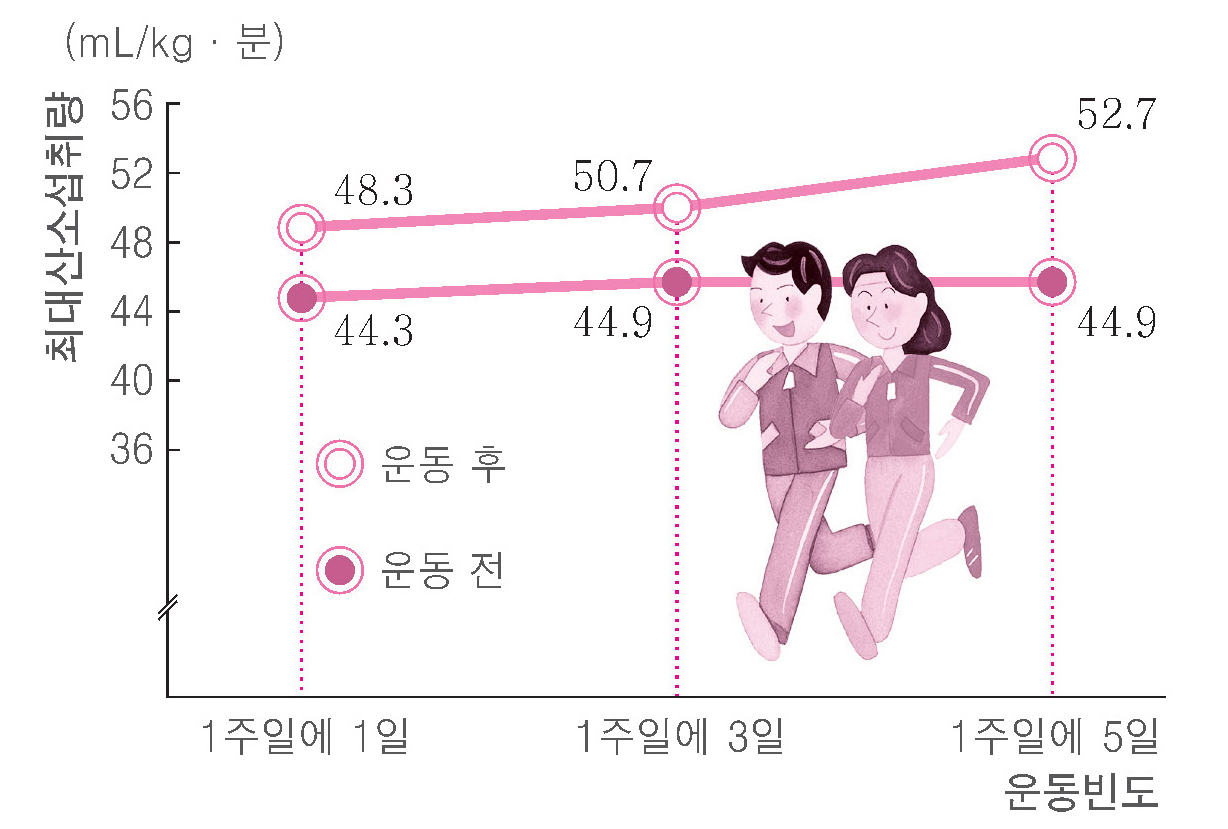 (mL/kg · 분)
최대산소섭취량
56
52
48
44
40
36
48.3
50.7
52.7
44.3
44.9
44.9
운동 후
운동 전
1주일에 1일
1주일에 3일
1주일에 5일
운동빈도